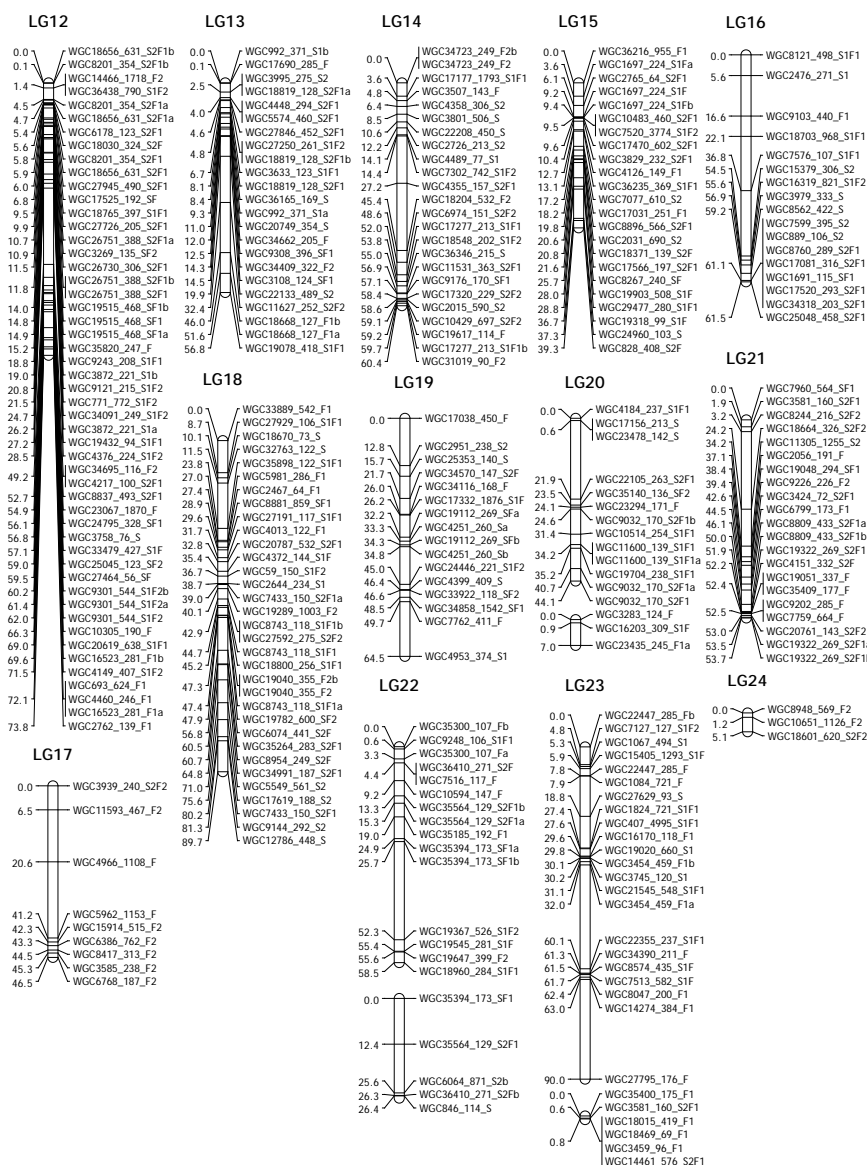 LG12
0.0 WGC18656_631_S2F1b
0.1 WGC8201_354_S2F1b
WGC14466_1718_F2
1.4 WGC36438_790_S1F2
4.5 WGC8201_354_S2F1a
4.7 WGC18656_631_S2F1a
5.4 WGC6178_123_S2F1
5.6 WGC18030_324_S2F
5.8 WGC8201_354_S2F1
5.9 WGC18656_631_S2F1
6.0 WGC27945_490_S2F1
6.8 WGC17525_192_SF
9.5 WGC18765_397_S1F1
9.9 WGC27726_205_S2F1
10.7 WGC26751_388_S2F1a
10.9 WGC3269_135_SF2
11.5 WGC26730_306_S2F1
11.8 WGC26751_388_S2F1b
WGC26751_388_S2F1
14.0 WGC19515_468_SF1b
14.8 WGC19515_468_SF1
14.9 WGC19515_468_SF1a
15.2 WGC35820_247_F
18.8 WGC9243_208_S1F1
19.0 WGC3872_221_S1b
20.8 WGC9121_215_S1F2
21.5 WGC771_772_S1F2
24.7 WGC34091_249_S1F2
26.2 WGC3872_221_S1a
27.2 WGC19432_94_S1F1
28.5 WGC4376_224_S1F2
49.2 WGC34695_116_F2
WGC4217_100_S2F1
52.7 WGC8837_493_S2F1
54.9 WGC23067_1870_F
56.1 WGC24795_328_SF1
56.8 WGC3758_76_S
57.1 WGC33479_427_S1F
59.0 WGC25045_123_SF2
59.5 WGC27464_56_SF
60.2 WGC9301_544_S1F2b
61.4 WGC9301_544_S1F2a
62.0 WGC9301_544_S1F2
66.3 WGC10305_190_F
69.0 WGC20619_638_S1F1
69.6 WGC16523_281_F1b
71.5 WGC4149_407_S1F2
WGC693_624_F1
72.1 WGC4460_246_F1
WGC16523_281_F1a
73.8 WGC2762_139_F1
LG13
0.0 WGC992_371_S1b
0.1 WGC17690_285_F
WGC3995_275_S2
2.5 WGC18819_128_S2F1a
4.0 WGC4448_294_S2F1
WGC5574_460_S2F1
4.6 WGC27846_452_S2F1
WGC27250_261_S1F2
4.8 WGC18819_128_S2F1b
6.7 WGC3633_123_S1F1
8.1 WGC18819_128_S2F1
8.4 WGC36165_169_S
9.3 WGC992_371_S1a
11.0 WGC20749_354_S
12.0 WGC34662_205_F
12.5 WGC9308_396_SF1
14.3 WGC34409_322_F2
14.5 WGC3108_124_SF1
19.9 WGC22133_489_S2
32.4 WGC11627_252_S2F2
46.0 WGC18668_127_F1b
51.6 WGC18668_127_F1a
56.8 WGC19078_418_S1F1
LG14
0.0 WGC34723_249_F2b
WGC34723_249_F2
3.6 WGC17177_1793_S1F1
4.8 WGC3507_143_F
6.4 WGC4358_306_S2
8.5 WGC3801_506_S
10.6 WGC22208_450_S
12.2 WGC2726_213_S2
14.1 WGC4489_77_S1
14.4 WGC7302_742_S1F2
27.2 WGC4355_157_S2F1
45.4 WGC18204_532_F2
48.6 WGC6974_151_S2F2
52.0 WGC17277_213_S1F1
53.8 WGC18548_202_S1F2
55.0 WGC36346_215_S
56.9 WGC11531_363_S2F2
57.1 WGC9176_170_SF1
58.4 WGC17320_229_S2F2
58.6 WGC2015_590_S2
59.1 WGC10429_697_S2F2
59.2 WGC19617_114_F
59.7 WGC17277_213_S1F1b
60.4 WGC31019_90_F2
LG15
0.0 WGC36216_955_F1
3.6 WGC1697_224_S1Fa
6.1 WGC2765_64_S2F1
9.2 WGC1697_224_S1F
9.4 WGC1697_224_S1Fb
9.5 WGC10483_460_S2F1
WGC7520_3774_S1F2
9.6 WGC17470_602_S2F1
10.4 WGC3829_232_S2F1
12.7 WGC4126_149_F1
13.1 WGC36235_369_S1F1
17.2 WGC7077_610_S2
18.2 WGC17031_251_F1
19.8 WGC8896_566_S2F1
20.6 WGC2031_690_S2
20.8 WGC18371_139_S2F
21.6 WGC17566_197_S2F1
25.7 WGC8267_240_SF
28.0 WGC19903_508_S1F
28.8 WGC29477_280_S1F1
36.7 WGC19318_99_S1F
37.3 WGC24960_103_S
39.3 WGC828_408_S2F
LG16
0.0 WGC8121_498_S1F1
5.6 WGC2476_271_S1
16.6 WGC9103_440_F1
22.1 WGC18703_968_S1F1
36.8 WGC7576_107_S1F1
54.5 WGC15379_306_S2
55.6 WGC16319_821_S1F2
56.9 WGC3979_333_S
59.2 WGC8562_422_S
WGC7599_395_S2
WGC889_106_S2
WGC8760_289_S2F1
61.1 WGC17081_316_S2F1
WGC1691_115_SF1
WGC17520_293_S2F1
WGC34318_203_S2F1
61.5 WGC25048_458_S2F1
LG17
0.0 WGC3939_240_S2F2
6.5 WGC11593_467_F2
20.6 WGC4966_1108_F
41.2 WGC5962_1153_F
42.3 WGC15914_515_F2
43.3 WGC6386_762_F2
44.5 WGC8417_313_F2
45.3 WGC3585_238_F2
46.5 WGC6768_187_F2
LG18
0.0 WGC33889_542_F1
8.7 WGC27929_106_S1F1
10.1 WGC18670_73_S
11.5 WGC32763_122_S
23.8 WGC35898_122_S1F1
27.0 WGC5981_286_F1
27.4 WGC2467_64_F1
28.9 WGC8881_859_SF1
29.6 WGC27191_117_S1F1
31.7 WGC4013_122_F1
32.8 WGC20787_532_S2F1
35.4 WGC4372_144_S1F
36.7 WGC59_150_S1F2
38.7 WGC2644_234_S1
39.0 WGC7433_150_S2F1a
40.1 WGC19289_1003_F2
42.9 WGC8743_118_S1F1b
WGC27592_275_S2F2
44.7 WGC8743_118_S1F1
45.2 WGC18800_256_S1F1
47.3 WGC19040_355_F2b
WGC19040_355_F2
47.4 WGC8743_118_S1F1a
47.9 WGC19782_600_SF2
56.8 WGC6074_441_S2F
60.5 WGC35264_283_S2F1
60.7 WGC8954_249_S2F
64.8 WGC34991_187_S2F1
71.0 WGC5549_561_S2
75.6 WGC17619_188_S2
80.2 WGC7433_150_S2F1
81.3 WGC9144_292_S2
89.7 WGC12786_448_S
LG19
0.0 WGC17038_450_F
12.8 WGC2951_238_S2
15.7 WGC25353_140_S
21.7 WGC34570_147_S2F
26.0 WGC34116_168_F
26.2 WGC17332_1876_S1F
32.2 WGC19112_269_SFa
33.3 WGC4251_260_Sa
34.3 WGC19112_269_SFb
34.8 WGC4251_260_Sb
45.0 WGC24446_221_S1F2
46.4 WGC4399_409_S
46.6 WGC33922_118_SF2
48.5 WGC34858_1542_SF1
49.7 WGC7762_411_F
64.5 WGC4953_374_S1
LG20
0.0 WGC4184_237_S1F1
0.6 WGC17156_213_S
WGC23478_142_S
21.9 WGC22105_263_S2F1
23.5 WGC35140_136_SF2
24.1 WGC23294_171_F
24.6 WGC9032_170_S2F1b
31.4 WGC10514_254_S1F1
34.2 WGC11600_139_S1F1
WGC11600_139_S1F1a
35.2 WGC19704_238_S1F1
40.7 WGC9032_170_S2F1a
44.1 WGC9032_170_S2F1
0.0 WGC3283_124_F
0.9 WGC16203_309_S1F
7.0 WGC23435_245_F1a
LG21
0.0 WGC7960_564_SF1
1.9 WGC3581_160_S2F1
3.2 WGC8244_216_S2F2
24.2 WGC18664_326_S2F2
34.2 WGC11305_1255_S2
37.1 WGC2056_191_F
38.4 WGC19048_294_SF1
39.4 WGC9226_226_F2
42.6 WGC3424_72_S2F1
44.5 WGC6799_173_F1
46.1 WGC8809_433_S2F1a
50.0 WGC8809_433_S2F1b
51.9 WGC19322_269_S2F1
52.2 WGC4151_332_S2F
WGC19051_337_F
52.4 WGC35409_177_F
WGC9202_285_F
52.5 WGC7759_664_F
53.0 WGC20761_143_S2F2
53.5 WGC19322_269_S2F1a
53.7 WGC19322_269_S2F1b
LG22
0.0 WGC35300_107_Fb
0.6 WGC9248_106_S1F1
3.3 WGC35300_107_Fa
4.4 WGC36410_271_S2F
WGC7516_117_F
9.2 WGC10594_147_F
13.3 WGC35564_129_S2F1b
15.3 WGC35564_129_S2F1a
19.0 WGC35185_192_F1
24.9 WGC35394_173_SF1a
25.7 WGC35394_173_SF1b
52.3 WGC19367_526_S1F2
55.4 WGC19545_281_S1F
55.6 WGC19647_399_F2
58.5 WGC18960_284_S1F1
0.0 WGC35394_173_SF1
12.4 WGC35564_129_S2F1
25.6 WGC6064_871_S2b
26.3 WGC36410_271_S2Fb
26.4 WGC846_114_S
LG23
0.0 WGC22447_285_Fb
4.8 WGC7127_127_S1F2
5.3 WGC1067_494_S1
5.9 WGC15405_1293_S1F
7.8 WGC22447_285_F
7.9 WGC1084_721_F
18.8 WGC27629_93_S
27.4 WGC1824_721_S1F1
27.6 WGC407_4995_S1F1
29.6 WGC16170_118_F1
29.8 WGC19020_660_S1
30.1 WGC3454_459_F1b
30.2 WGC3745_120_S1
31.1 WGC21545_548_S1F1
32.0 WGC3454_459_F1a
60.1 WGC22355_237_S1F1
61.3 WGC34390_211_F
61.5 WGC8574_435_S1F
61.7 WGC7513_582_S1F
62.4 WGC8047_200_F1
63.0 WGC14274_384_F1
90.0 WGC27795_176_F
0.0 WGC35400_175_F1
0.6 WGC3581_160_S2F1
WGC18015_419_F1
WGC18469_69_F1
0.8 WGC3459_96_F1
WGC14461_576_S2F1
LG24
0.0 WGC8948_569_F2
1.2 WGC10651_1126_F2
5.1 WGC18601_620_S2F2